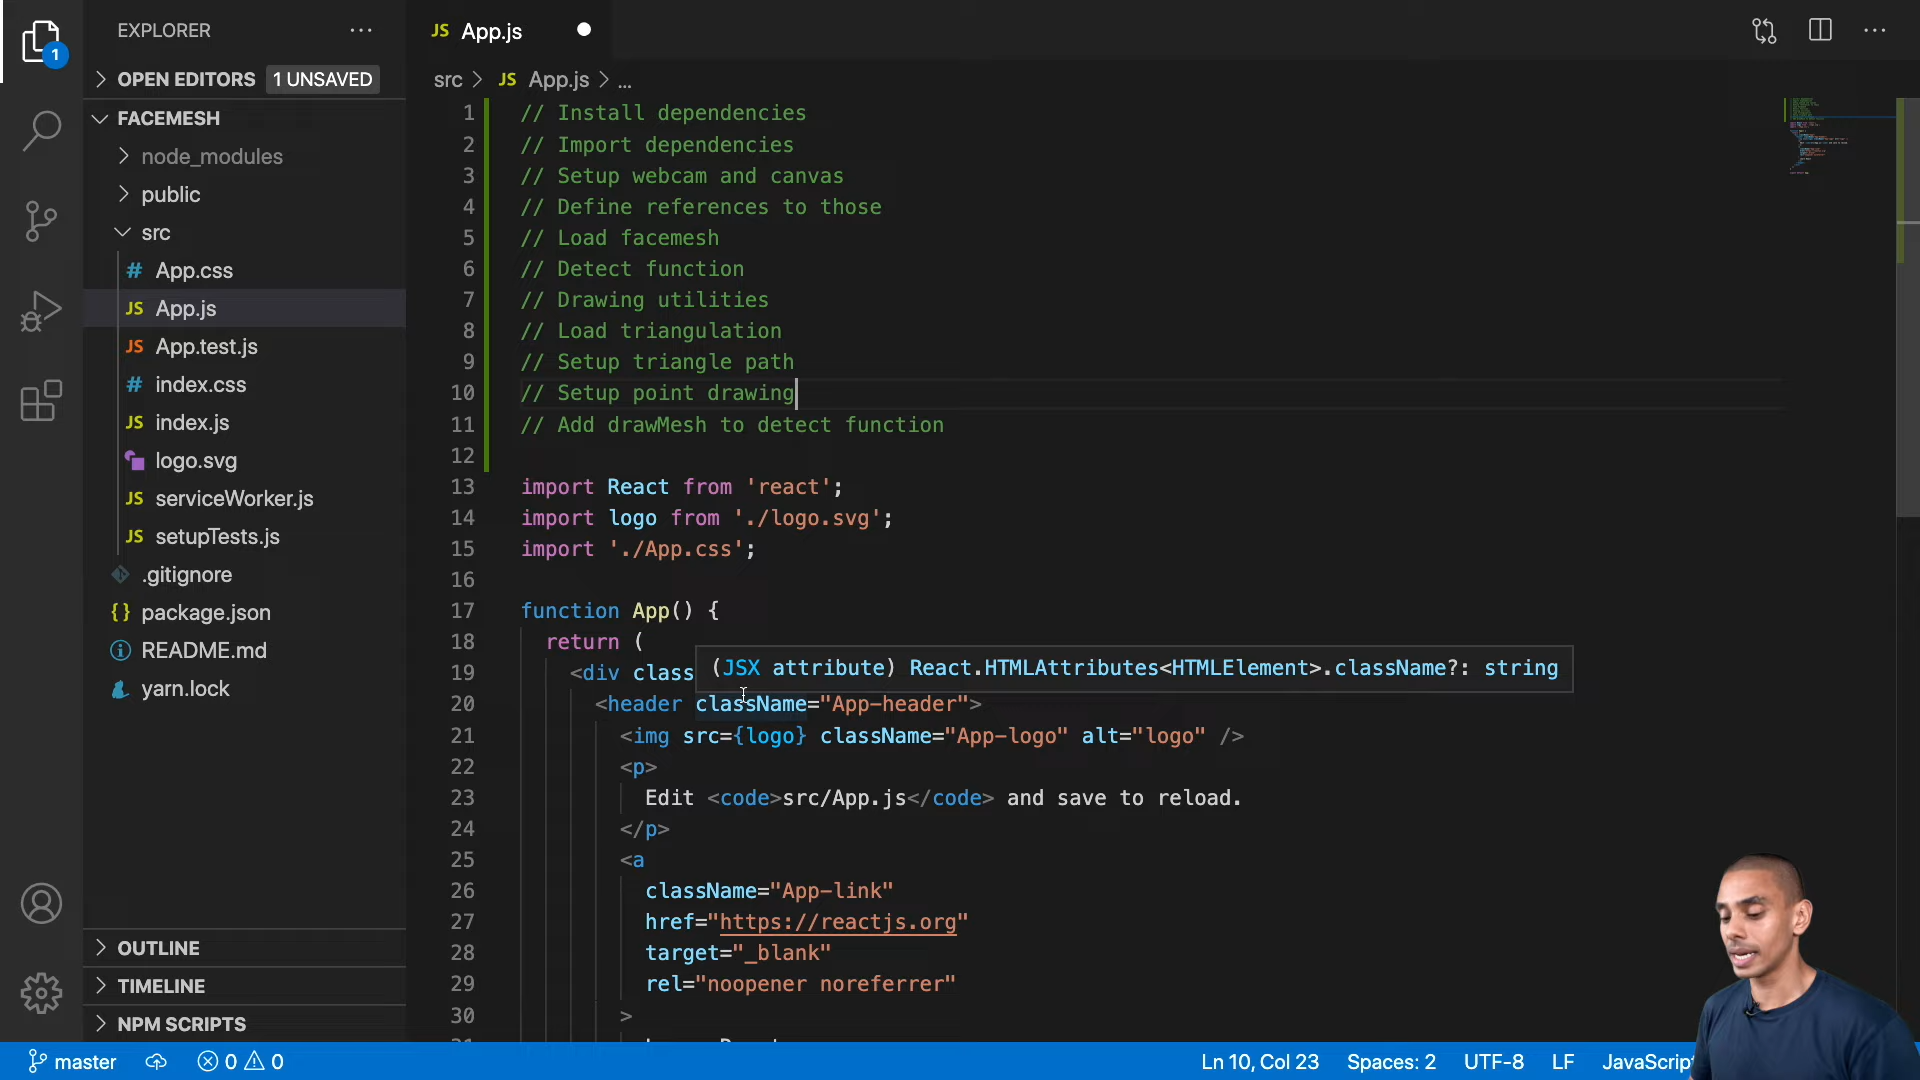 EXPLORER
OPEN EDITORS
1 UNSAVED
FACEMESH
node_modules
public
src
# App.css
JS App.js
JS App.test.js
# index.css
JS index.js
logo.svg
JS serviceWorker.js
JS setupTests.js
.gitignore
{} package.json
README.md
yarn.lock
OUTLINE
TIMELINE
NPM SCRIPTS
1
JS App.js
src > JS App.js > ...
1 // Install dependencies
2 // Import dependencies
3 // Setup webcam and canvas
4 // Define references to those
5 // Load facemesh
6 // Detect function
7 // Drawing utilities
8 // Load triangulation
9 // Setup triangle path
10 // Setup point drawing
11 // Add drawMesh to detect function
12
13 import React from 'react';
14 import logo from './logo.svg';
15 import './App.css';
16
17 function App() {
18 return (
(JSX attribute) React.HTMLAttributes<HTMLElement>.className?: string
19 <div class
20 <header className="App-header">
21 <img src={logo} className="App-logo" alt="logo" />
22 <p>
23 Edit <code>src/App.js</code> and save to reload.
24 </p>
25 <a
26 className="App-link"
27 href="https://reactjs.org"
28 target="_blank"
29 rel="noopener noreferrer"
30 >
master
0
0
Ln 10, Col 23
Spaces: 2
UTF-8
LF
JavaScrip